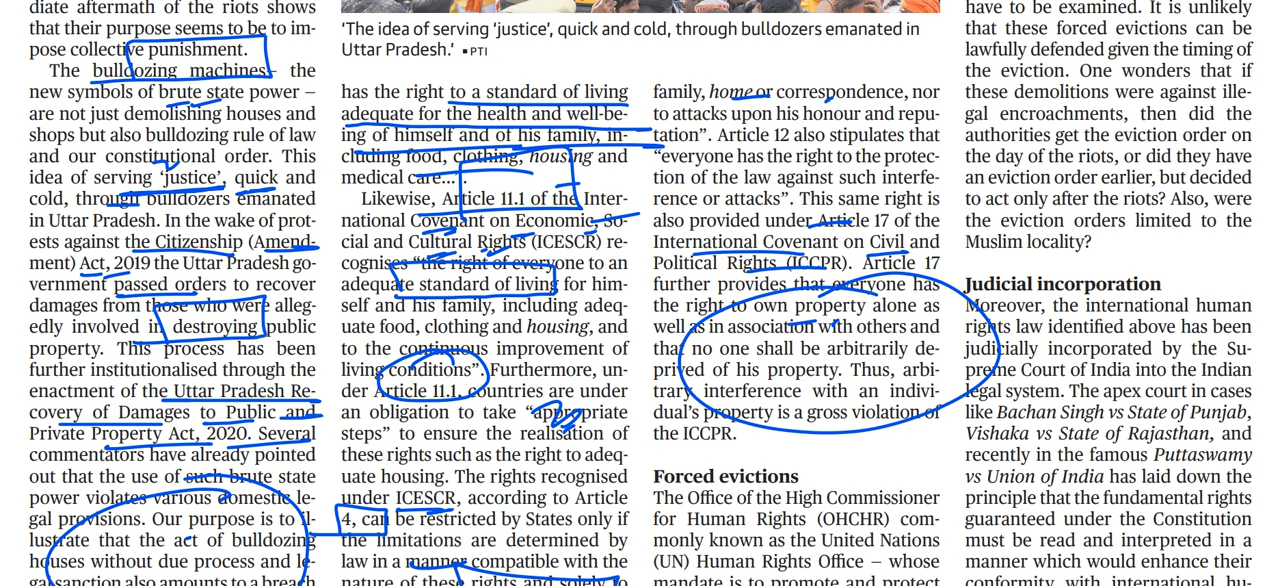 diate aftermath of the riots shows
that their purpose seems to be to im-
pose collective punishment.
The bulldozing machines – the
new symbols of brute state power –
are not just demolishing houses and
shops but also bulldozing rule of law
and our constitutional order. This
idea of serving ‘justice’, quick and
cold, through bulldozers emanated
in Uttar Pradesh. In the wake of prot-
ests against the Citizenship (Amend-
ment) Act, 2019 the Uttar Pradesh go-
vernment passed orders to recover
damages from those who were alleg-
edly involved in destroying public
property. This process has been
further institutionalised through the
enactment of the Uttar Pradesh Re-
covery of Damages to Public and
Private Property Act, 2020. Several
commentators have already pointed
out that the use of such brute state
power violates various domestic le-
gal provisions. Our purpose is to il-
lustrate that the act of bulldozing
houses without due process and le-
gal sanction also amounts to a breach
‘The idea of serving ‘justice’, quick and cold, through bulldozers emanated in
Uttar Pradesh.’ ▪ PTI
has the right to a standard of living
adequate for the health and well-be-
ing of himself and of his family, in-
cluding food, clothing, housing and
medical care....
Likewise, Article 11.1 of the Inter-
national Covenant on Economic, So-
cial and Cultural Rights (ICESCR) re-
cognises “the right of everyone to an
adequate standard of living for him-
self and his family, including adeq-
uate food, clothing and housing, and
to the continuous improvement of
living conditions”. Furthermore, un-
der Article 11.1, countries are under
an obligation to take “appropriate
steps” to ensure the realisation of
these rights such as the right to adeq-
uate housing. The rights recognised
under ICESCR, according to Article
4, can be restricted by States only if
the limitations are determined by
law in a manner compatible with the
nature of these rights and solely to
family, home or correspondence, nor
to attacks upon his honour and repu-
tation”. Article 12 also stipulates that
“everyone has the right to the protec-
tion of the law against such interfe-
rence or attacks”. This same right is
also provided under Article 17 of the
International Covenant on Civil and
Political Rights (ICCPR). Article 17
further provides that everyone has
the right to own property alone as
well as in association with others and
that no one shall be arbitrarily de-
prived of his property. Thus, arbi-
trary interference with an indivi-
dual’s property is a gross violation of
the ICCPR.
Forced evictions
The Office of the High Commissioner
for Human Rights (OHCHR) com-
monly known as the United Nations
(UN) Human Rights Office – whose
mandate is to promote and protect
have to be examined. It is unlikely
that these forced evictions can be
lawfully defended given the timing of
the eviction. One wonders that if
these demolitions were against ille-
gal encroachments, then did the
authorities get the eviction order on
the day of the riots, or did they have
an eviction order earlier, but decided
to act only after the riots? Also, were
the eviction orders limited to the
Muslim locality?
Judicial incorporation
Moreover, the international human
rights law identified above has been
judicially incorporated by the Su-
preme Court of India into the Indian
legal system. The apex court in cases
like Bachan Singh vs State of Punjab,
Vishaka vs State of Rajasthan, and
recently in the famous Puttaswamy
vs Union of India has laid down the
principle that the fundamental rights
guaranteed under the Constitution
must be read and interpreted in a
manner which would enhance their
conformity with international hu-